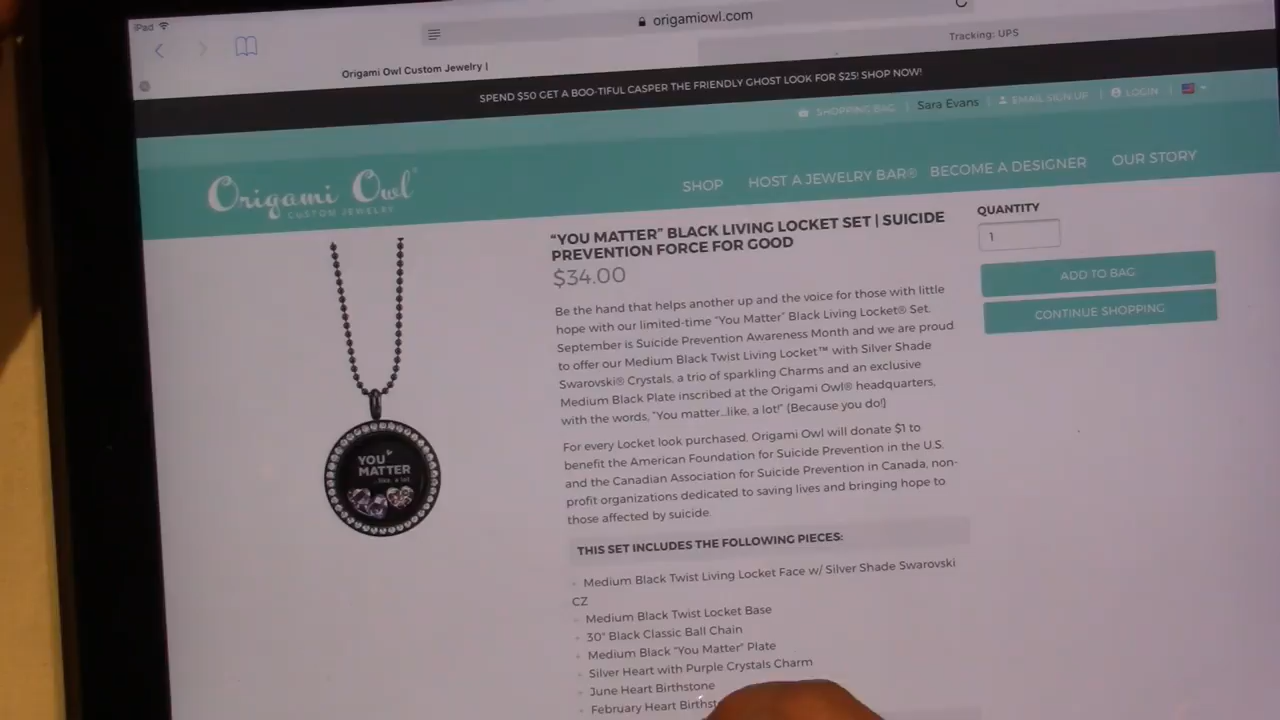 iPad
origamiowl.com
Origami Owl Custom Jewelry |
Tracking: UPS
SPEND $50 GET A BOO-TIFUL CASPER THE FRIENDLY GHOST LOOK FOR $25! SHOP NOW!
SHOPPING BAG | Sara Evans | EMAIL SIGN UP | LOGIN |
Origami Owl
CUSTOM JEWELRY
SHOP HOST A JEWELRY BAR® BECOME A DESIGNER OUR STORY
"YOU MATTER" BLACK LIVING LOCKET SET | SUICIDE
PREVENTION FORCE FOR GOOD
$34.00
Be the hand that helps another up and the voice for those with little
hope with our limited-time "You Matter" Black Living Locket® Set.
September is Suicide Prevention Awareness Month and we are proud
to offer our Medium Black Twist Living Locket™ with Silver Shade
Swarovski® Crystals, a trio of sparkling Charms and an exclusive
Medium Black Plate inscribed at the Origami Owl® headquarters,
with the words, "You matter...like, a lot!" (Because you do!)
For every Locket look purchased, Origami Owl will donate $1 to
benefit the American Foundation for Suicide Prevention in the U.S.
and the Canadian Association for Suicide Prevention in Canada, non-
profit organizations dedicated to saving lives and bringing hope to
those affected by suicide.
THIS SET INCLUDES THE FOLLOWING PIECES:
Medium Black Twist Living Locket Face w/ Silver Shade Swarovski
CZ
Medium Black Twist Locket Base
30" Black Classic Ball Chain
Medium Black "You Matter" Plate
Silver Heart with Purple Crystals Charm
June Heart Birthstone
February Heart
QUANTITY
1
ADD TO BAG
CONTINUE SHOPPING
YOU
MATTER
...like, a lot